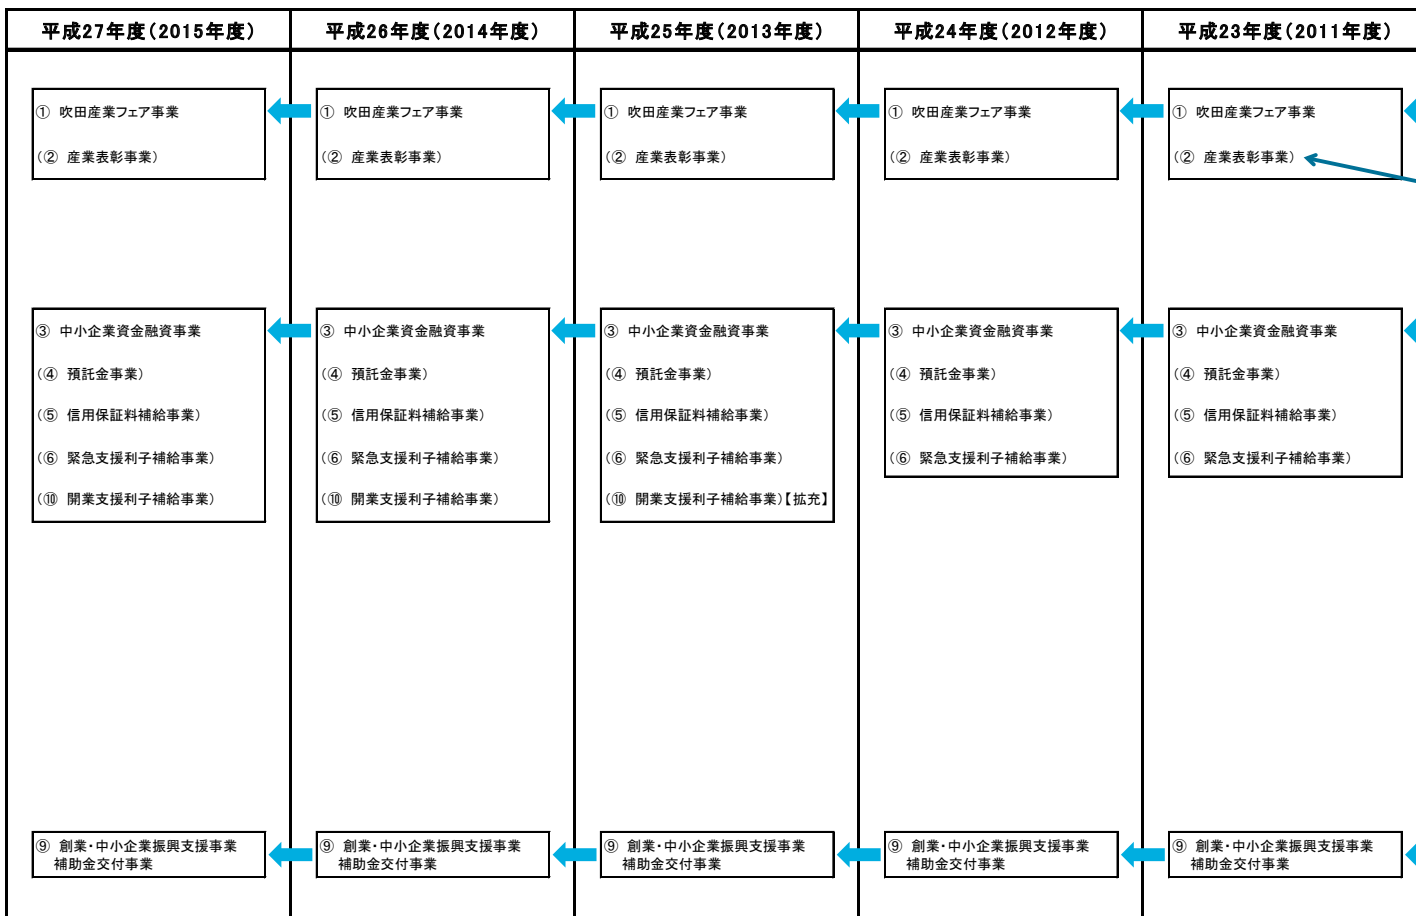 平成27年度(2015年度)
平成26年度(2014年度)
平成25年度(2013年度)
平成24年度(2012年度)
平成23年度(2011年度)
① 吹田産業フェア事業
(② 産業表彰事業)
① 吹田産業フェア事業
(② 産業表彰事業)
① 吹田産業フェア事業
(② 産業表彰事業)
① 吹田産業フェア事業
(② 産業表彰事業)
① 吹田産業フェア事業
(② 産業表彰事業)
③ 中小企業資金融資事業
(④ 預託金事業)
(⑤ 信用保証料補給事業)
(⑥ 緊急支援利子補給事業)
(⑩ 開業支援利子補給事業)
③ 中小企業資金融資事業
(④ 預託金事業)
(⑤ 信用保証料補給事業)
(⑥ 緊急支援利子補給事業)
(⑩ 開業支援利子補給事業)
③ 中小企業資金融資事業
(④ 預託金事業)
(⑤ 信用保証料補給事業)
(⑥ 緊急支援利子補給事業)
(⑩ 開業支援利子補給事業)【拡充】
③ 中小企業資金融資事業
(④ 預託金事業)
(⑤ 信用保証料補給事業)
(⑥ 緊急支援利子補給事業)
③ 中小企業資金融資事業
(④ 預託金事業)
(⑤ 信用保証料補給事業)
(⑥ 緊急支援利子補給事業)
⑨ 創業・中小企業振興支援事業
補助金交付事業
⑨ 創業・中小企業振興支援事業
補助金交付事業
⑨ 創業・中小企業振興支援事業
補助金交付事業
⑨ 創業・中小企業振興支援事業
補助金交付事業
⑨ 創業・中小企業振興支援事業
補助金交付事業